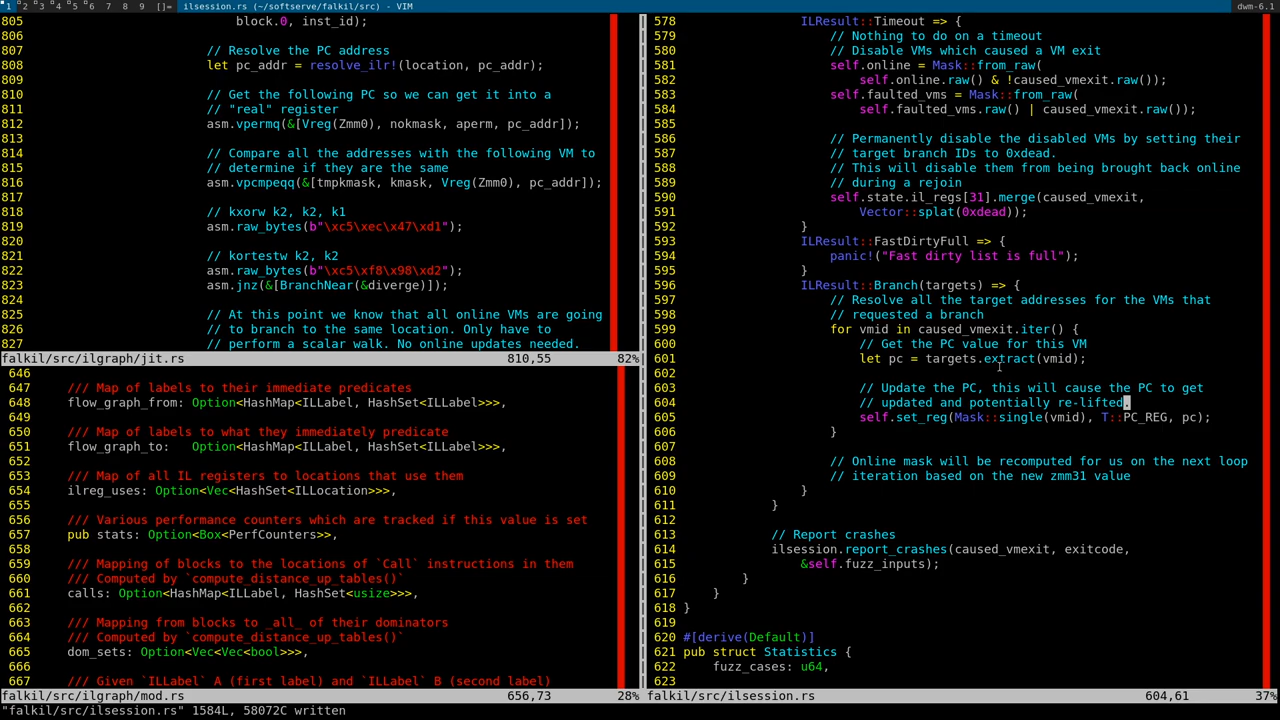 1 2 3 4 5 6 7 8 9 []= ilsession.rs (~/softserve/falkil/src) - VIM dwm-6.1
805 block.0, inst_id);
806
807 // Resolve the PC address
808 let pc_addr = resolve_ilr!(location, pc_addr);
809
810 // Get the following PC so we can get it into a
811 // "real" register
812 asm.vpermq(&[Vreg(Zmm0), nokmask, aperm, pc_addr]);
813
814 // Compare all the addresses with the following VM to
815 // determine if they are the same
816 asm.vpcmpeqq(&[tmpkmask, kmask, Vreg(Zmm0), pc_addr]);
817
818 // kxorw k2, k2, k1
819 asm.raw_bytes(b"\xc5\xec\x47\xd1");
820
821 // kortestw k2, k2
822 asm.raw_bytes(b"\xc5\xf8\x98\xd2");
823 asm.jnz(&[BranchNear(&diverge)]);
824
825 // At this point we know that all online VMs are going
826 // to branch to the same location. Only have to
827 // perform a scalar walk. No online updates needed.
falkil/src/ilgraph/jit.rs 810,55 82%
646
647 /// Map of labels to their immediate predicates
648 flow_graph_from: Option<HashMap<ILLabel, HashSet<ILLabel>>>,
649
650 /// Map of labels to what they immediately predicate
651 flow_graph_to: Option<HashMap<ILLabel, HashSet<ILLabel>>>,
652
653 /// Map of all IL registers to locations that use them
654 ilreg_uses: Option<Vec<HashSet<ILLocation>>>,
655
656 /// Various performance counters which are tracked if this value is set
657 pub stats: Option<Box<PerfCounters>>,
658
659 /// Mapping of blocks to the locations of `Call` instructions in them
660 /// Computed by `compute_distance_up_tables()`
661 calls: Option<HashMap<ILLabel, HashSet<usize>>>,
662
663 /// Mapping from blocks to _all_ of their dominators
664 /// Computed by `compute_distance_up_tables()`
665 dom_sets: Option<Vec<Vec<bool>>>,
666
667 /// Given `ILLabel` A (first label) and `ILLabel` B (second label)
falkil/src/ilgraph/mod.rs 656,73 28%
578 ILResult::Timeout => {
579 // Nothing to do on a timeout
580 // Disable VMs which caused a VM exit
581 self.online = Mask::from_raw(
582 self.online.raw() & !caused_vmexit.raw());
583 self.faulted_vms = Mask::from_raw(
584 self.faulted_vms.raw() | caused_vmexit.raw());
585
586 // Permanently disable the disabled VMs by setting their
587 // target branch IDs to 0xdead.
588 // This will disable them from being brought back online
589 // during a rejoin
590 self.state.il_regs[31].merge(caused_vmexit,
591 Vector::splat(0xdead));
592 }
593 ILResult::FastDirtyFull => {
594 panic!("Fast dirty list is full");
595 }
596 ILResult::Branch(targets) => {
597 // Resolve all the target addresses for the VMs that
598 // requested a branch
599 for vmid in caused_vmexit.iter() {
600 // Get the PC value for this VM
601 let pc = targets.extract(vmid);
602
603 // Update the PC, this will cause the PC to get
604 // updated and potentially re-lifted.
605 self.set_reg(Mask::single(vmid), T::PC_REG, pc);
606 }
607
608 // Online mask will be recomputed for us on the next loop
609 // iteration based on the new zmm31 value
610 }
611 }
612
613 // Report crashes
614 ilsession.report_crashes(caused_vmexit, exitcode,
615 &self.fuzz_inputs);
616 }
617 }
618 }
619
620 #[derive(Default)]
621 pub struct Statistics {
622 fuzz_cases: u64,
623
falkil/src/ilsession.rs 604,61 37%
"falkil/src/ilsession.rs" 1584L, 58072C written